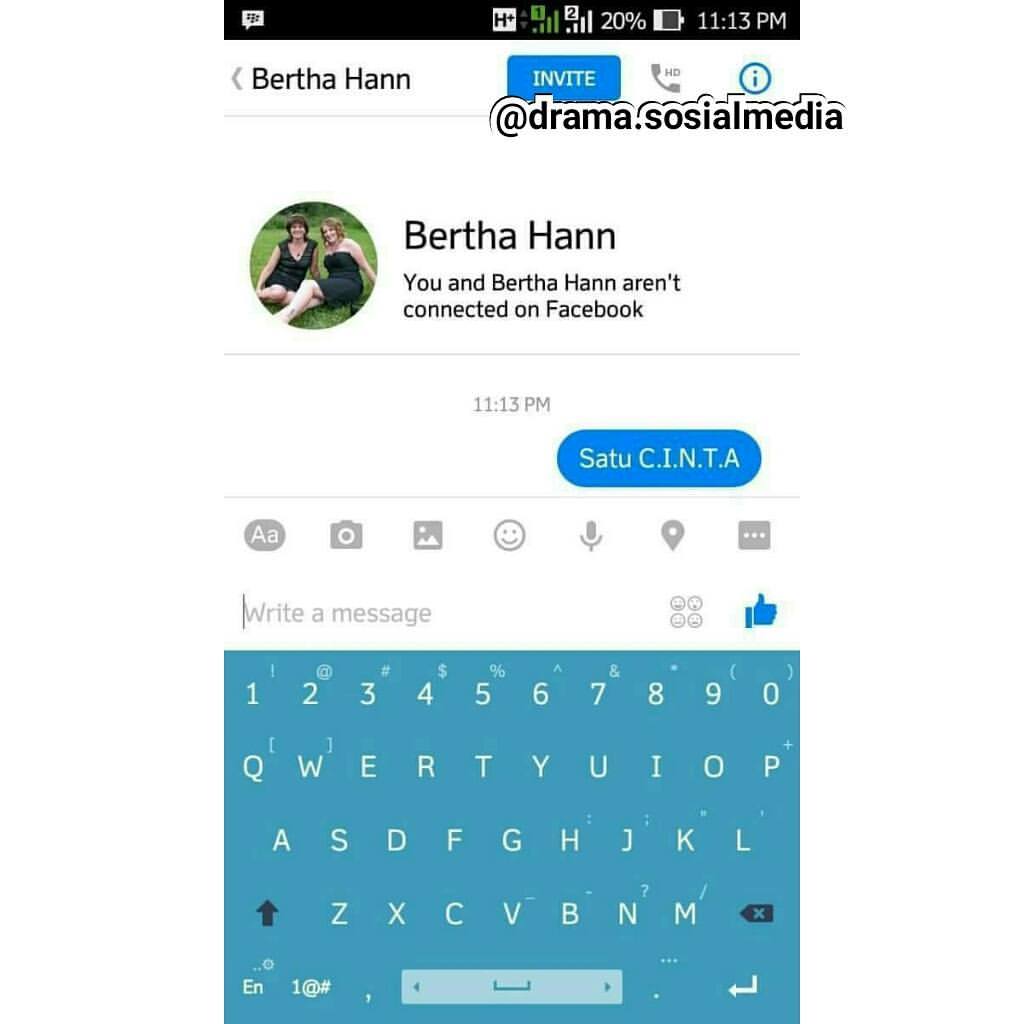 H+ 1 2 20% 11:13 PM
Bertha Hann INVITE HD
@drama.sosialmedia
Bertha Hann
You and Bertha Hann aren't
connected on Facebook
11:13 PM
Satu C.I.N.T.A
Aa
Write a message
! @ # $ % ^ & * ( )
1 2 3 4 5 6 7 8 9 0
[ ] +
Q W E R T Y U I O P
: ; " '
A S D F G H J K L
_ - ? /
Z X C V B N M
En 1@# , .